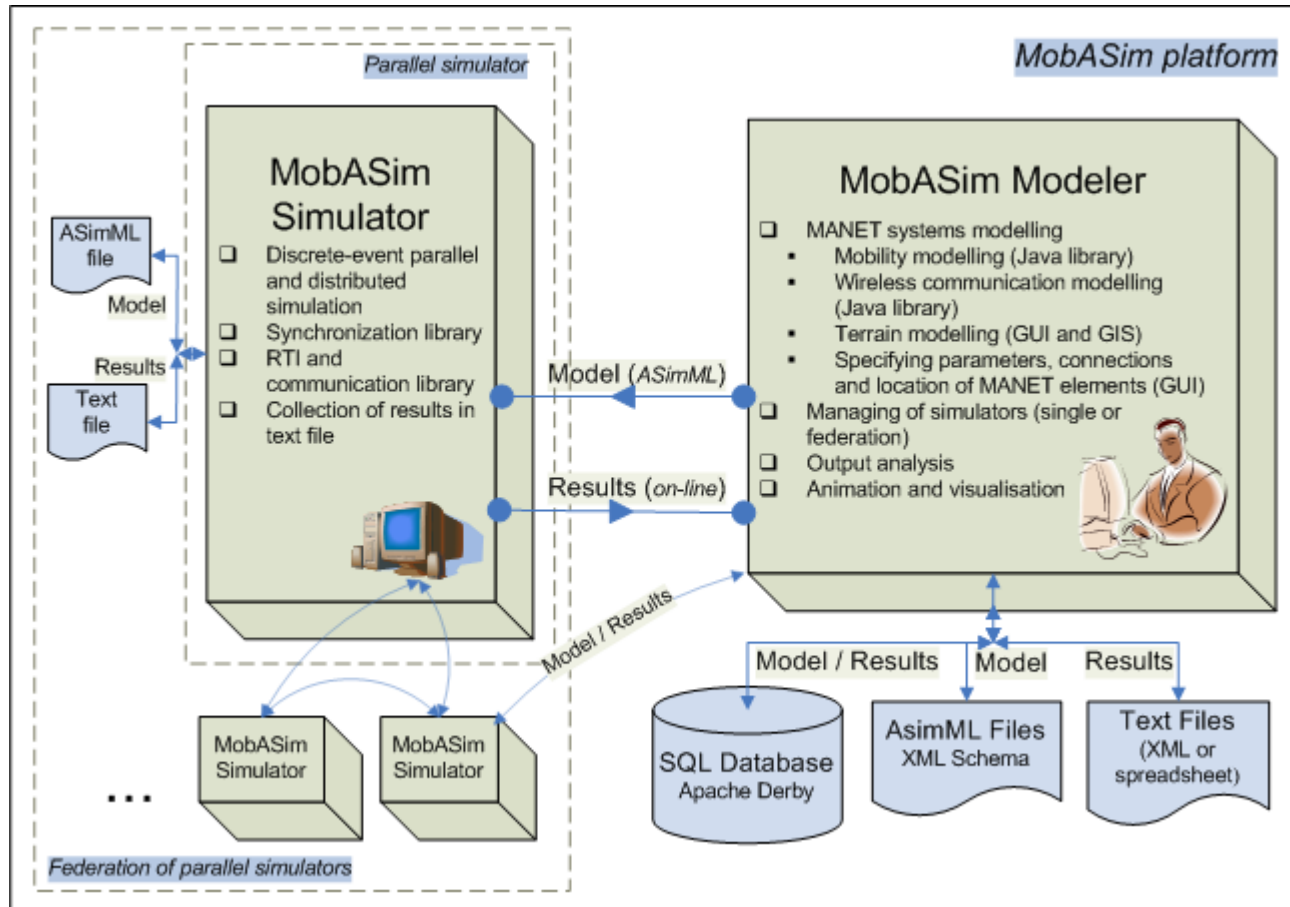 MobASim platform
Parallel simulator
MobASim
Simulator
❑ Discrete-event parallel
and distributed
simulation
❑ Synchronization library
❑ RTI and
communication library
❑ Collection of results in
text file
ASimML
file
Model
Results
Text
file
Model (ASimML)
Results (on-line)
MobASim Modeler
❑ MANET systems modelling
▪ Mobility modelling (Java library)
▪ Wireless communication modelling
(Java library)
▪ Terrain modelling (GUI and GIS)
▪ Specifying parameters, connections
and location of MANET elements (GUI)
❑ Managing of simulators (single or
federation)
❑ Output analysis
❑ Animation and visualisation
Model / Results
Model / Results
Model
Results
SQL Database
Apache Derby
AsimML Files
XML Schema
Text Files
(XML or
spreadsheet)
...
MobASim
Simulator
MobASim
Simulator
Federation of parallel simulators